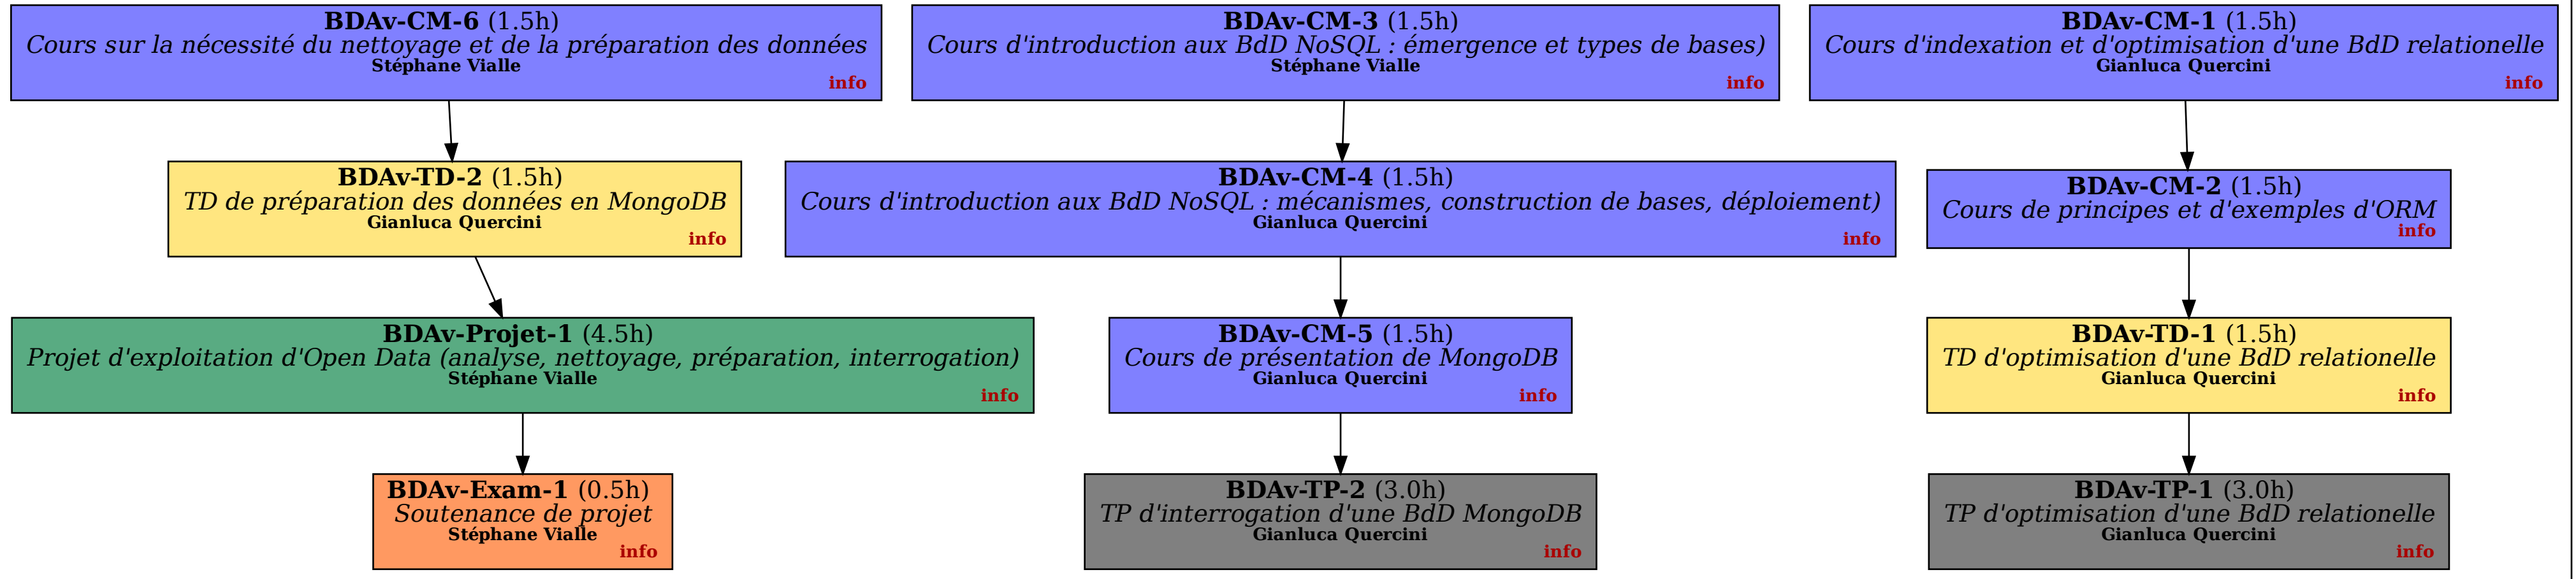 BDAv-CM-6 (1.5h)
Cours sur la nécessité du nettoyage et de la préparation des données
Stéphane Vialle
info
BDAv-CM-3 (1.5h)
Cours d'introduction aux BdD NoSQL : émergence et types de bases)
Stéphane Vialle
info
BDAv-CM-1 (1.5h)
Cours d'indexation et d'optimisation d'une BdD relationelle
Gianluca Quercini
info
BDAv-TD-2 (1.5h)
TD de préparation des données en MongoDB
Gianluca Quercini
info
BDAv-CM-4 (1.5h)
Cours d'introduction aux BdD NoSQL : mécanismes, construction de bases, déploiement)
Gianluca Quercini
info
BDAv-CM-2 (1.5h)
Cours de principes et d'exemples d'ORM
info
BDAv-Projet-1 (4.5h)
Projet d'exploitation d'Open Data (analyse, nettoyage, préparation, interrogation)
Stéphane Vialle
info
BDAv-CM-5 (1.5h)
Cours de présentation de MongoDB
Gianluca Quercini
info
BDAv-TD-1 (1.5h)
TD d'optimisation d'une BdD relationelle
Gianluca Quercini
info
BDAv-Exam-1 (0.5h)
Soutenance de projet
Stéphane Vialle
info
BDAv-TP-2 (3.0h)
TP d'interrogation d'une BdD MongoDB
Gianluca Quercini
info
BDAv-TP-1 (3.0h)
TP d'optimisation d'une BdD relationelle
Gianluca Quercini
info